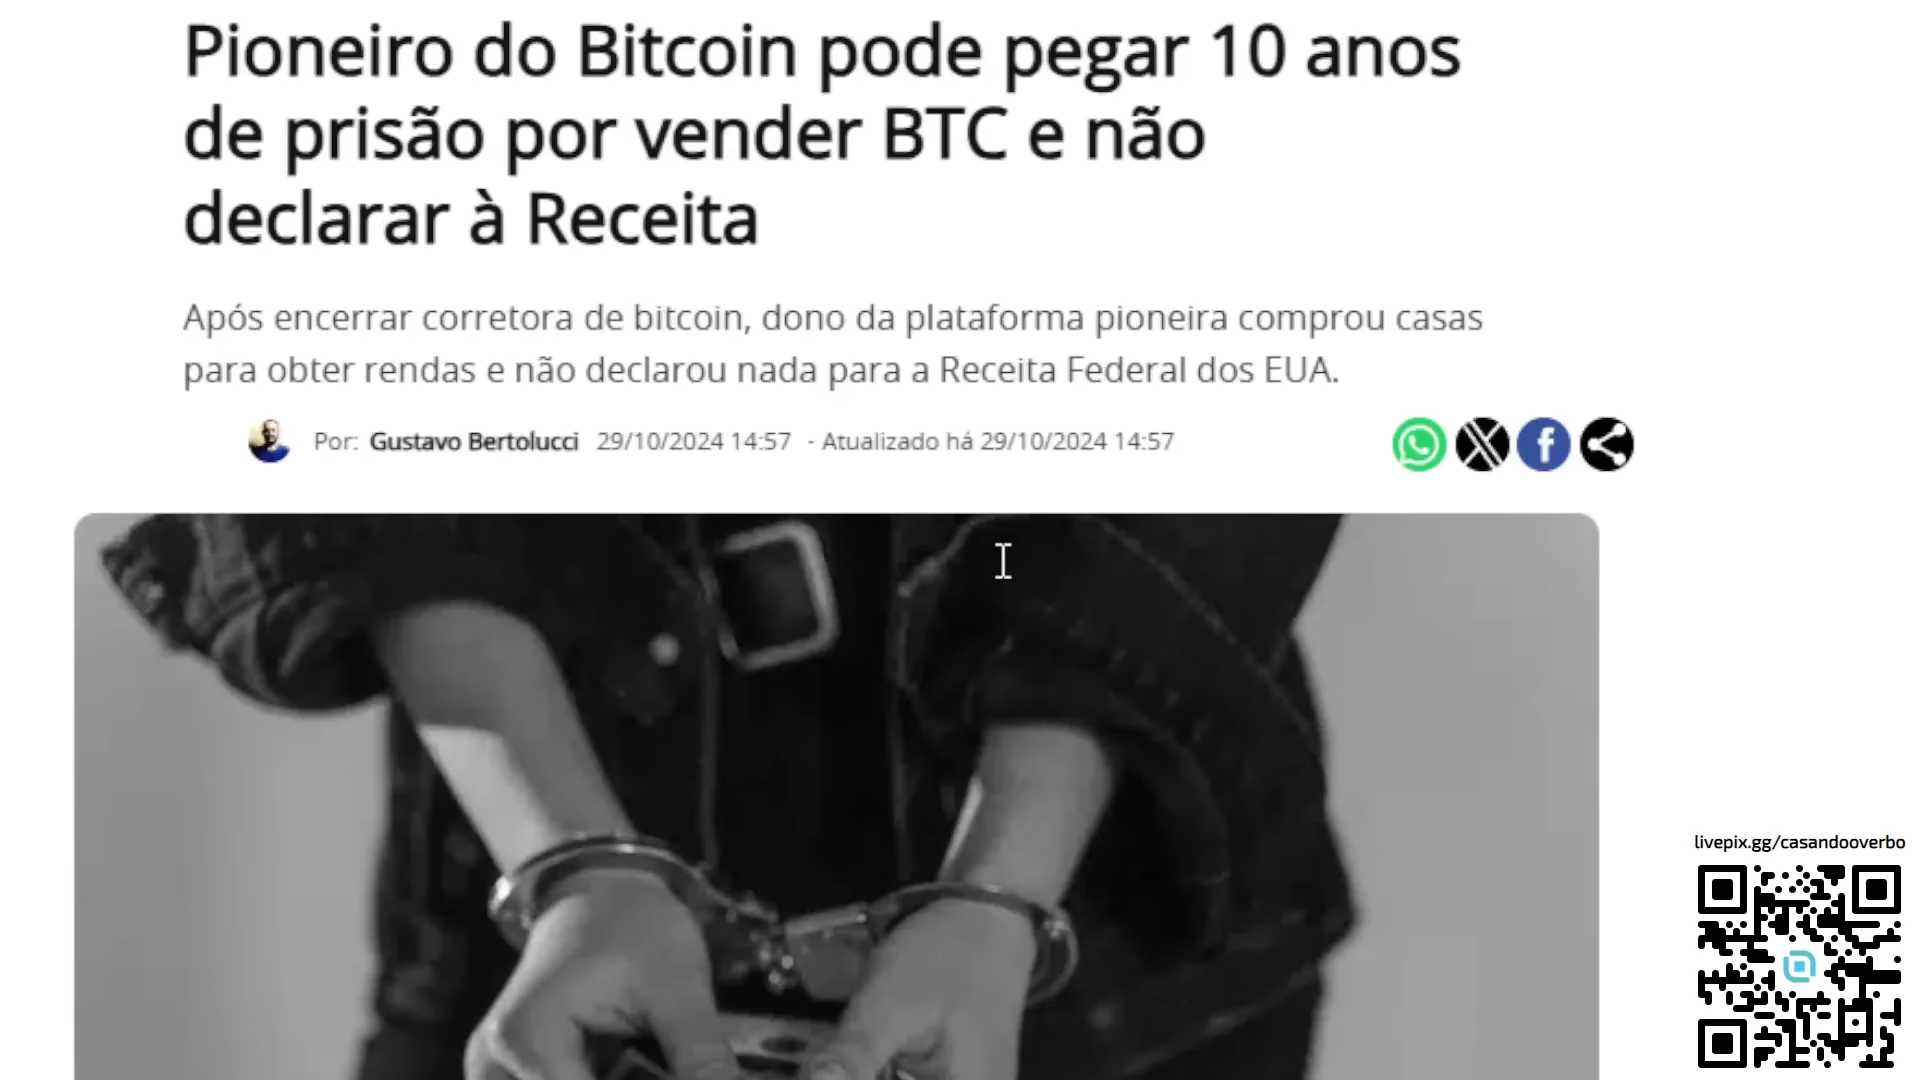 Pioneiro do Bitcoin pode pegar 10 anos
de prisão por vender BTC e não
declarar à Receita
Após encerrar corretora de bitcoin, dono da plataforma pioneira comprou casas
para obter rendas e não declarou nada para a Receita Federal dos EUA.
Por: Gustavo Bertolucci 29/10/2024 14:57 - Atualizado há 29/10/2024 14:57
livepix.gg/casandooverbo